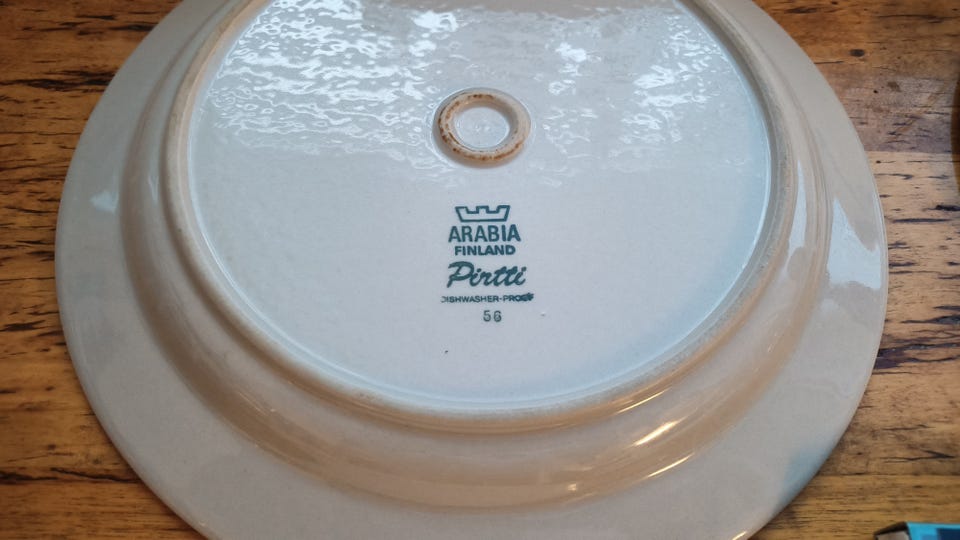 ARABIA
FINLAND
Pirtti
DISHWASHER-PROOF
56